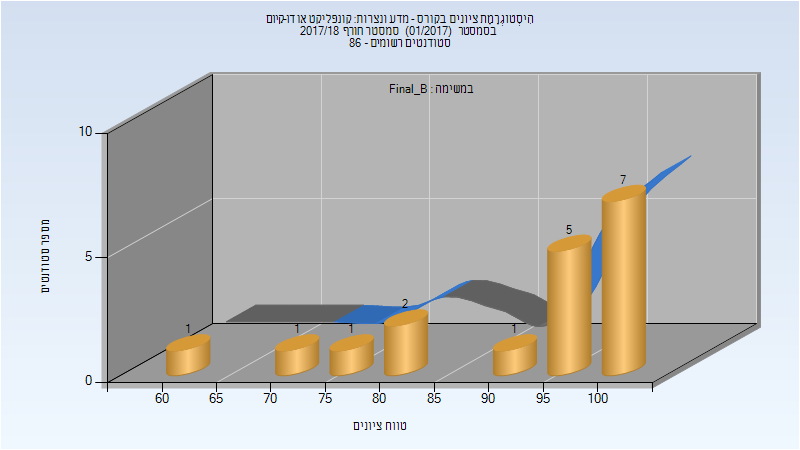 הִיסטוֹגרָמַת ציונים בקורס - מדע ונצרות: קונפליקט או דו-קיום
בסמסטר (01/2017) סמסטר חורף 2017/18
סטודנטים רשומים - 86
במשימה : Final_B
מספר סטודנטים
10
5
0
1
1
1
2
1
5
7
60 65 70 75 80 85 90 95 100
טווח ציונים